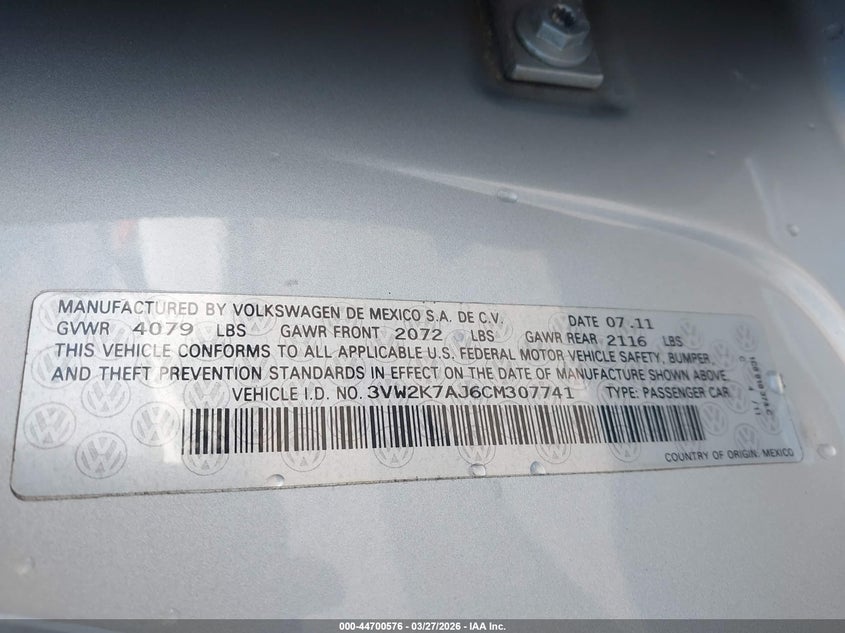 MANUFACTURED BY VOLKSWAGEN DE MEXICO S.A. DE C.V. DATE 07.11
GVWR 4079 LBS GAWR FRONT 2072 LBS GAWR REAR 2116 LBS
THIS VEHICLE CONFORMS TO ALL APPLICABLE U.S. FEDERAL MOTOR VEHICLE SAFETY, BUMPER,
AND THEFT PREVENTION STANDARDS IN EFFECT ON THE DATE OF MANUFACTURE SHOWN ABOVE.
VEHICLE I.D. NO. 3VW2K7AJ6CM307741 TYPE: PASSENGER CAR
COUNTRY OF ORIGIN: MEXICO
000-44700576 — 03/27/2026 — IAA Inc.